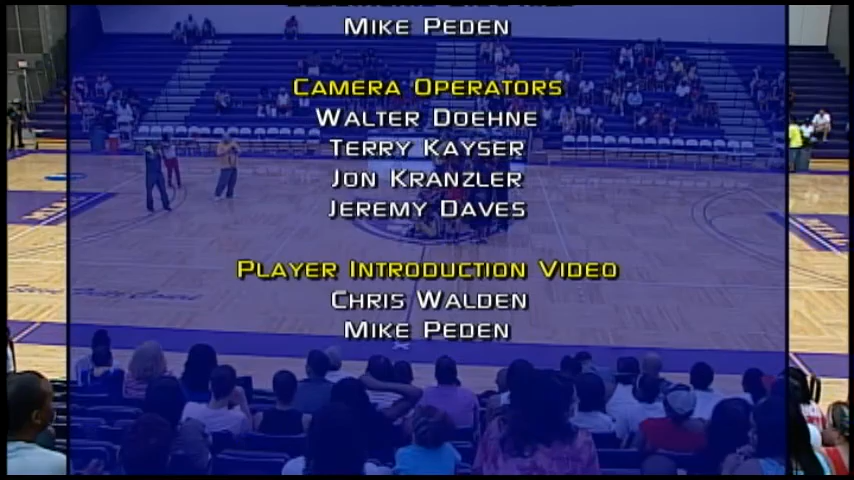 Mike Peden
Camera Operators
Walter Doehne
Terry Kayser
Jon Kranzler
Jeremy Daves
Player Introduction Video
Chris Walden
Mike Peden